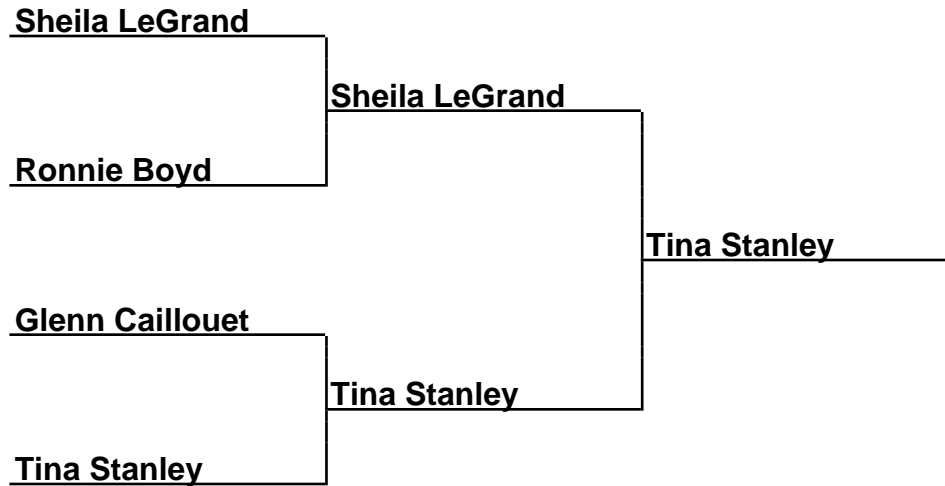 Sheila LeGrand
Sheila LeGrand
Ronnie Boyd
Tina Stanley
Glenn Caillouet
Tina Stanley
Tina Stanley